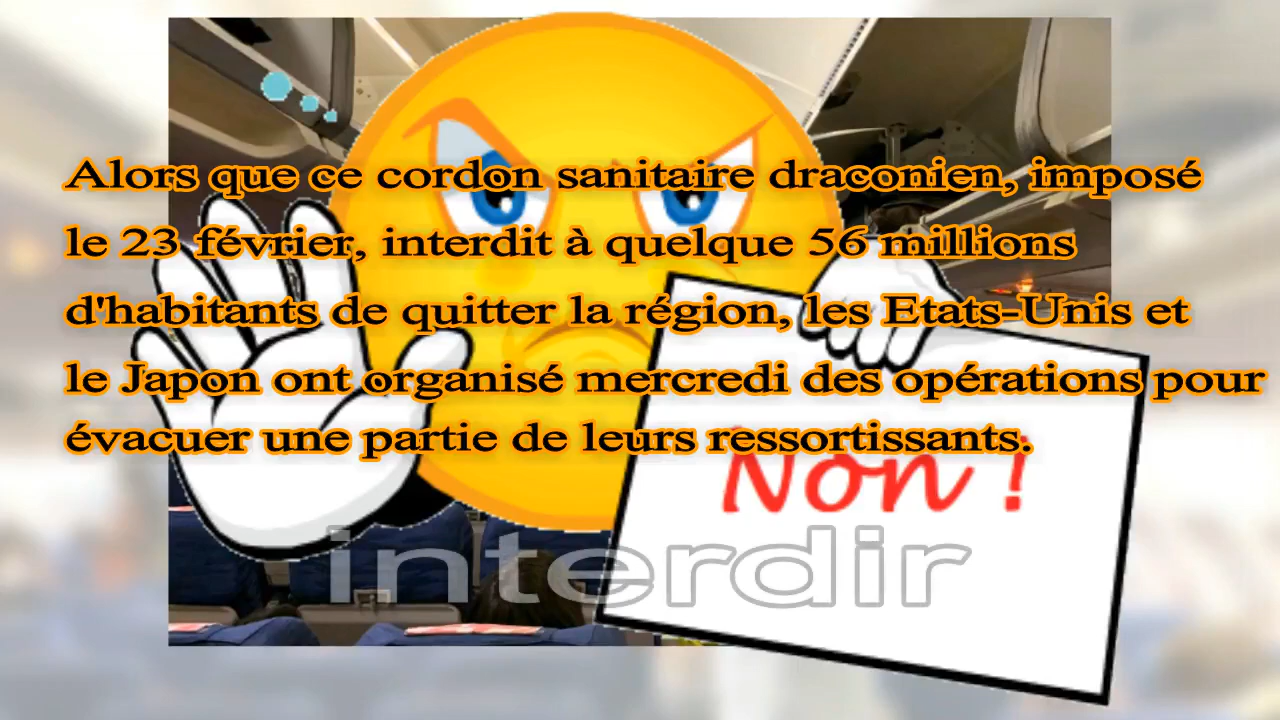 Alors que ce cordon sanitaire draconien, imposé
le 23 février, interdit à quelque 56 millions
d'habitants de quitter la région, les Etats-Unis et
le Japon ont organisé mercredi des opérations pour
évacuer une partie de leurs ressortissants.
Non !
interdir